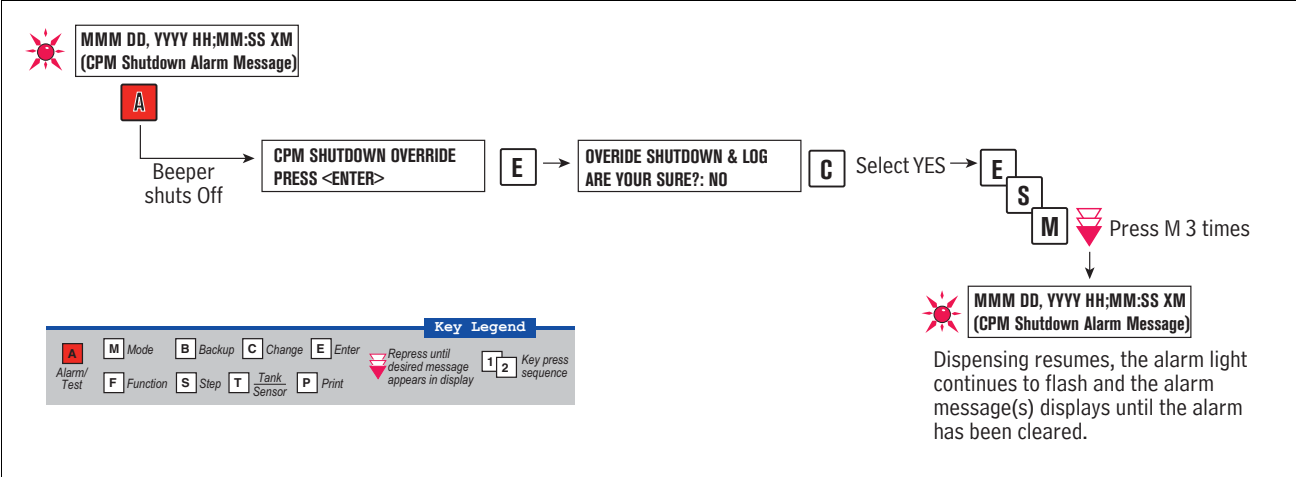 MMM DD, YYYY HH;MM:SS XM
(CPM Shutdown Alarm Message)
A
Beeper
shuts Off
CPM SHUTDOWN OVERRIDE
PRESS <ENTER>
E
OVERIDE SHUTDOWN & LOG
ARE YOUR SURE?: NO
C
Select YES
E
S
M
Press M 3 times
MMM DD, YYYY HH;MM:SS XM
(CPM Shutdown Alarm Message)
Dispensing resumes, the alarm light
continues to flash and the alarm
message(s) displays until the alarm
has been cleared.
Key Legend
A
Alarm/
Test
M Mode
B Backup
C Change
E Enter
F Function
S Step
T Tank
Sensor
P Print
Repress until
desired message
appears in display
1
2
Key press
sequence